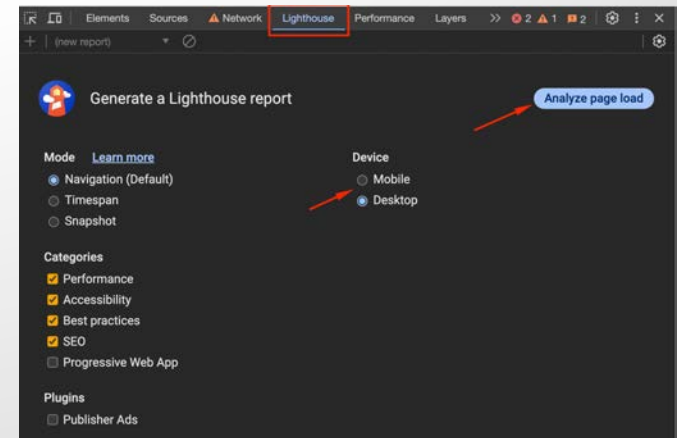 Elements Sources Network Lighthouse Performance Layers 2 1 2
(new report)
Generate a Lighthouse report
Analyze page load
Mode Learn more
Device
Navigation (Default)
Mobile
Timespan
Desktop
Snapshot
Categories
Performance
Accessibility
Best practices
SEO
Progressive Web App
Plugins
Publisher Ads